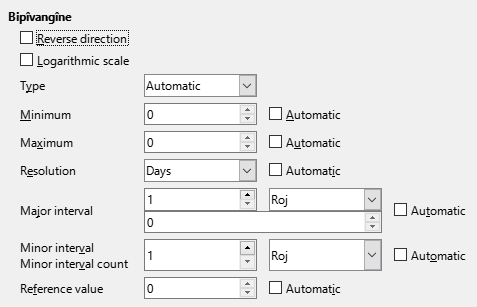 Bipîvangîne
Reverse direction
Logarithmic scale
Type Automatic
Minimum 0 Automatic
Maximum 0 Automatic
Resolution Days Automatic
Major interval 1 Roj Automatic
0
Minor interval
Minor interval count 1 Roj Automatic
Reference value 0 Automatic